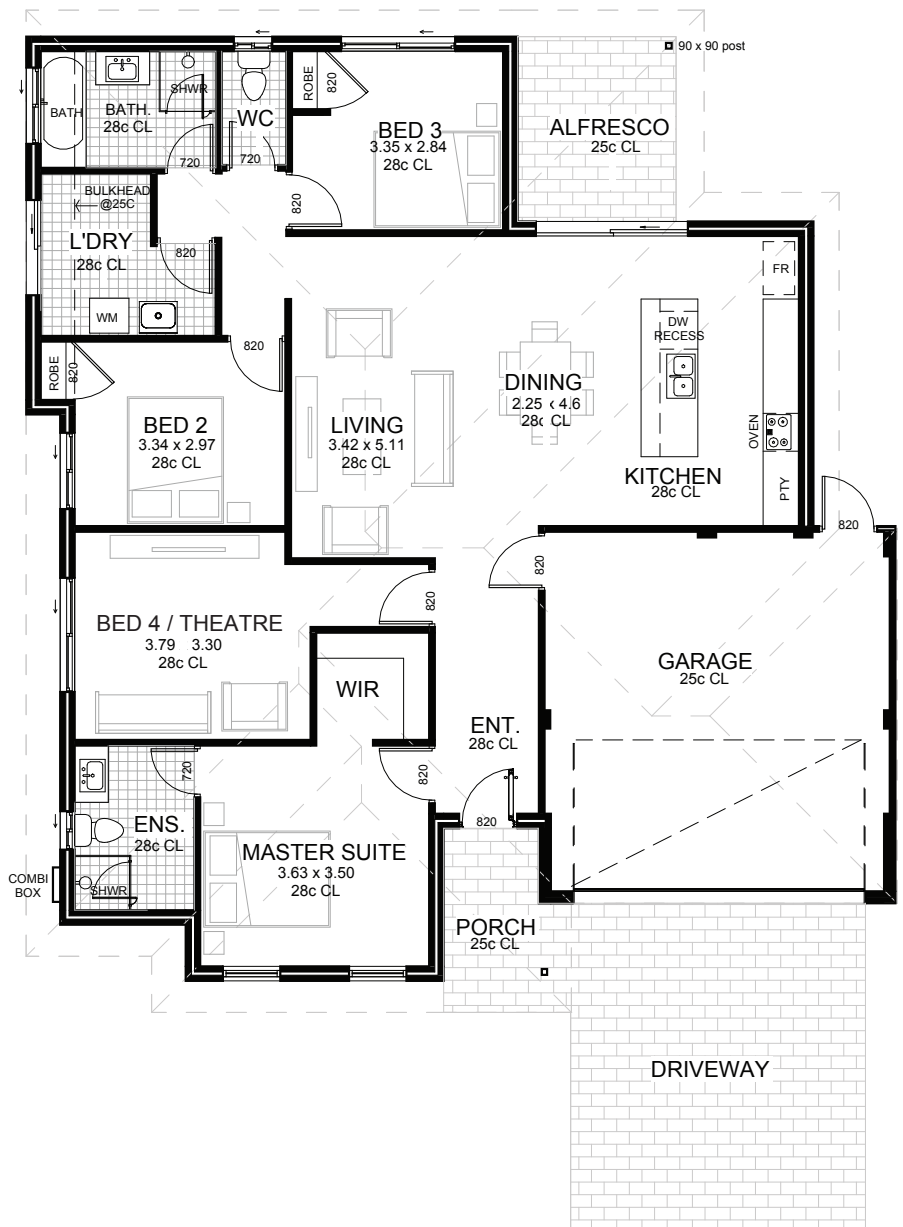 90 x 90 post
ROBE
820
SHWR
BATH
BATH.
28c CL
WC
BED 3
3.35 x 2.84
28c CL
ALFRESCO
25c CL
720
720
BULKHEAD
@25C
820
L'DRY
28c CL
820
FR
WM
DW
RECESS
820
ROBE
820
DINING
2.25 x 4.6
28c CL
BED 2
3.34 x 2.97
28c CL
LIVING
3.42 x 5.11
28c CL
OVEN
KITCHEN
28c CL
PTY
820
820
820
BED 4 / THEATRE
3.79 3.30
28c CL
GARAGE
25c CL
WIR
ENT.
28c CL
720
820
820
ENS.
28c CL
MASTER SUITE
3.63 x 3.50
28c CL
COMBI
BOX
SHWR
PORCH
25c CL
DRIVEWAY